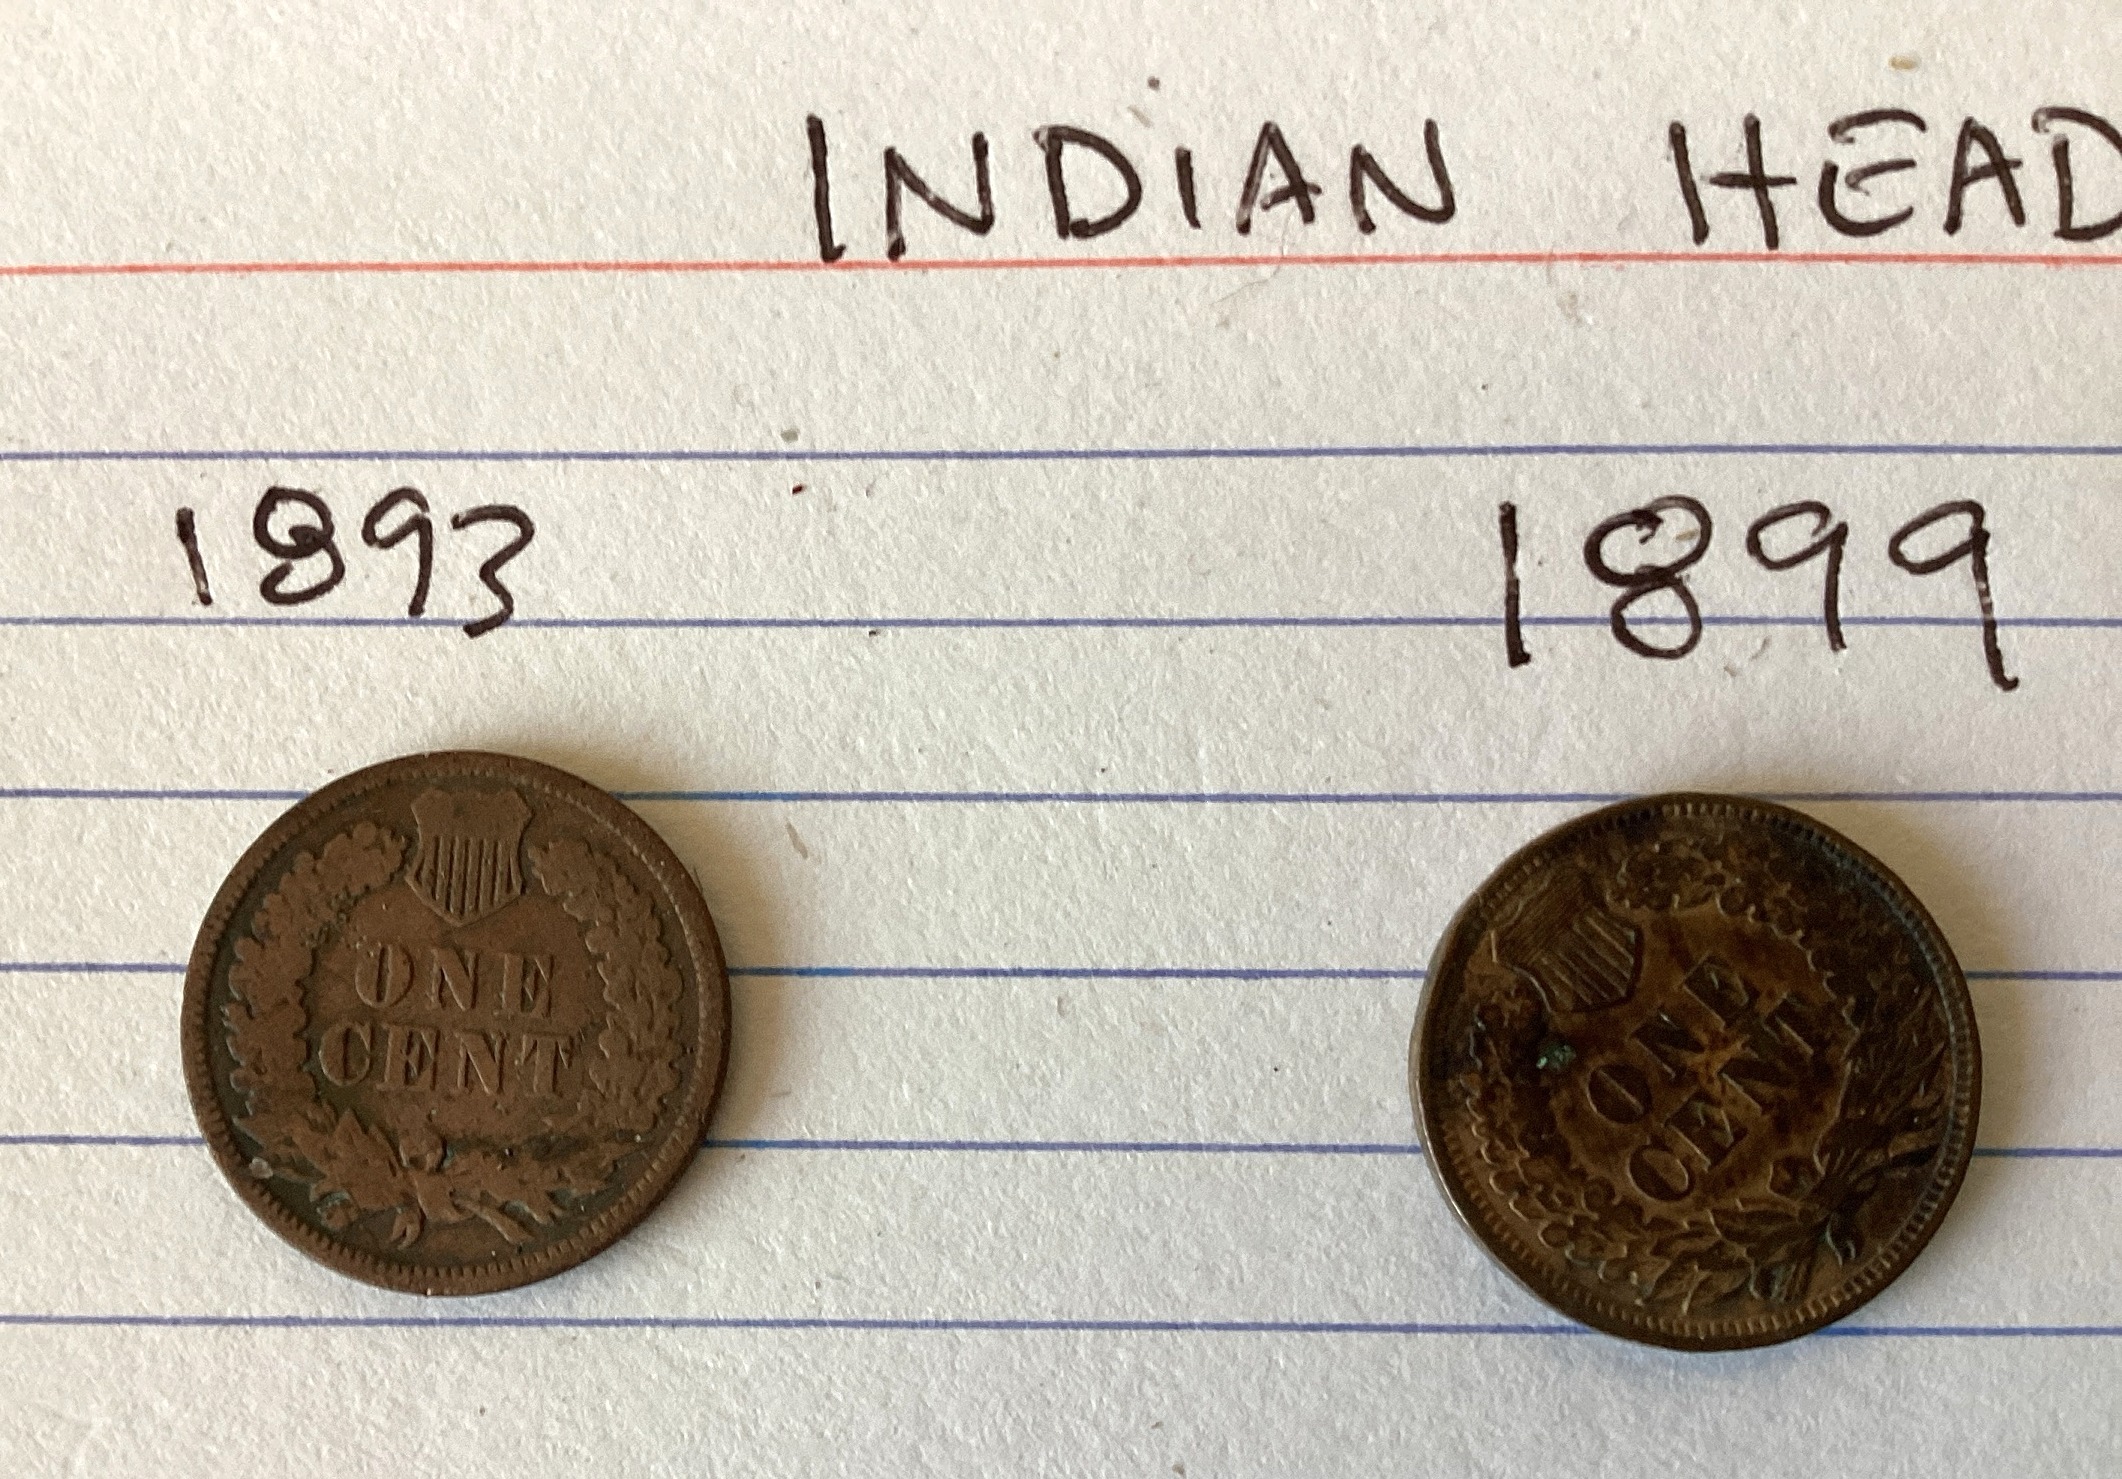 INDIAN HEAD
1893 1899
ONE
CENT
ONE
CENT